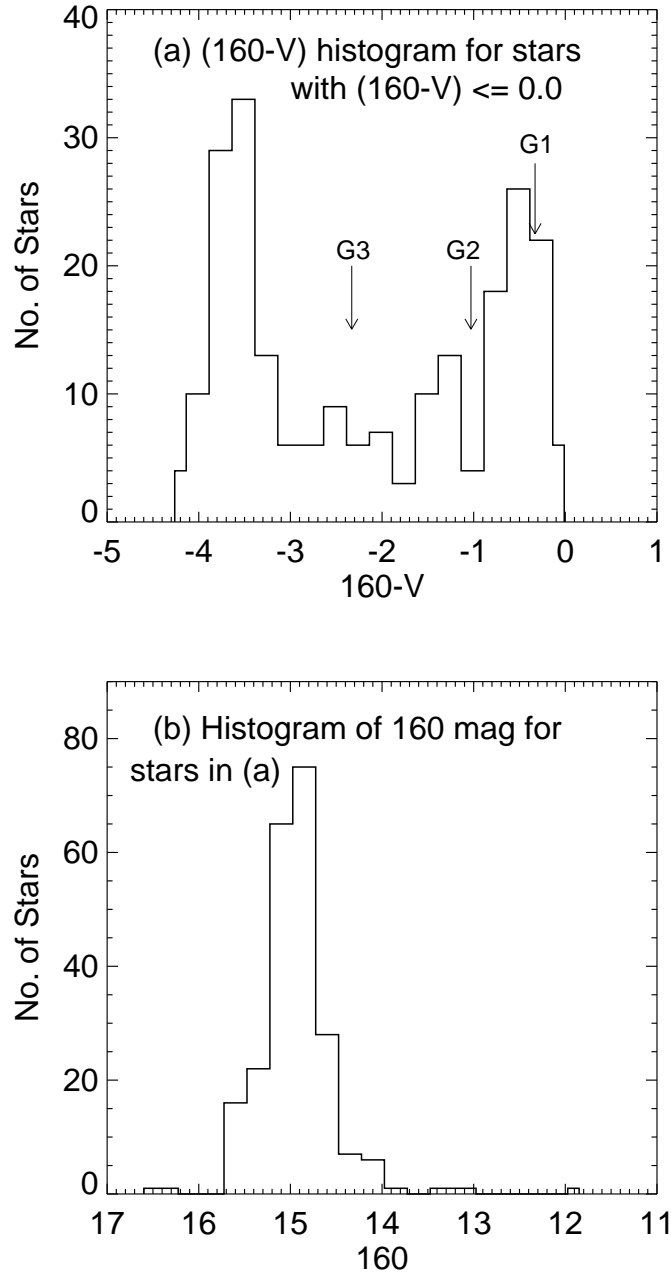 (a) (160-V) histogram for stars
with (160-V) <= 0.0
G1
G3
G2
No. of Stars
40
30
20
10
0
-5 -4 -3 -2 -1 0 1
160-V
(b) Histogram of 160 mag for
stars in (a)
No. of Stars
80
60
40
20
0
17 16 15 14 13 12 11
160